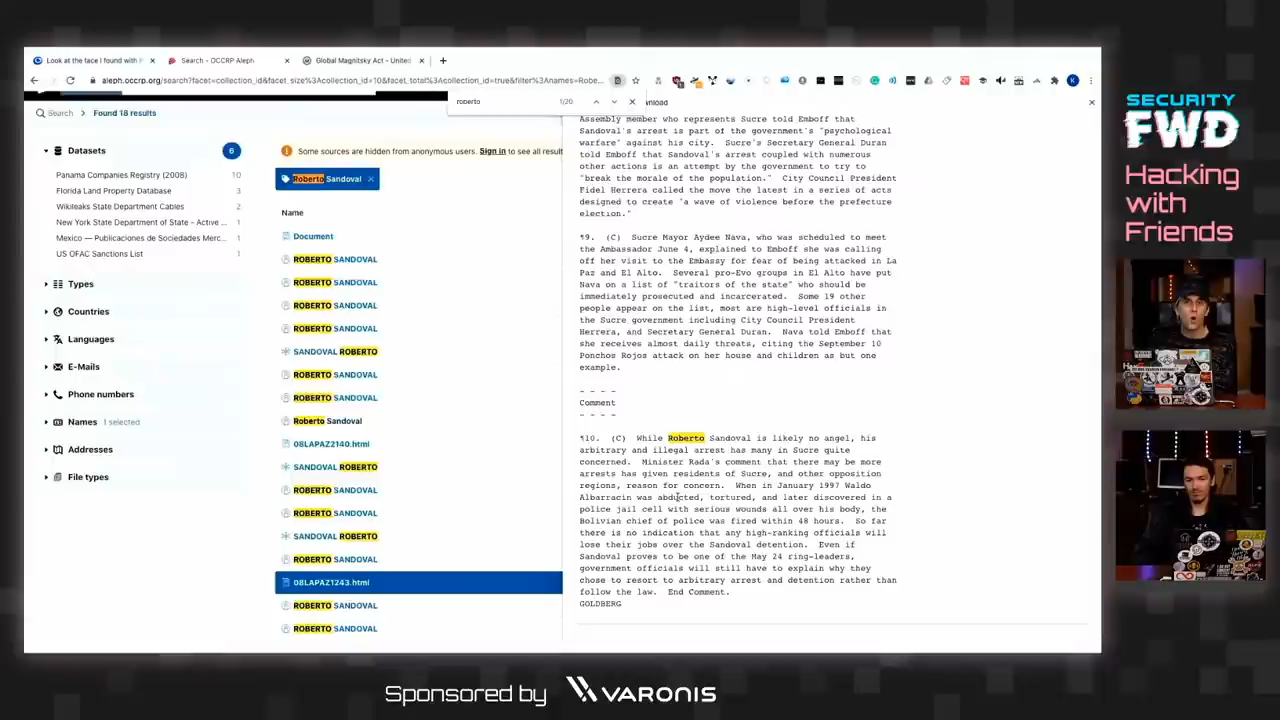 Look at the face I found with P
Search - OCCRP Aleph
Global Magnitsky Act - United
aleph.occrp.org/search?facet=collection_id&facet_size%3Acollection_id=10&facet_total%3Acollection_id=true&filter%3Anames=Robe...
roberto
1/20
nload
Search
Found 18 results
Datasets
6
Panama Companies Registry (2008)
10
Florida Land Property Database
3
Wikileaks State Department Cables
2
New York State Department of State - Active ...
1
Mexico — Publicaciones de Sociedades Merc...
1
US OFAC Sanctions List
1
Types
Countries
Languages
E-Mails
Phone numbers
Names 1 selected
Addresses
File types
Some sources are hidden from anonymous users. Sign in to see all result
Roberto Sandoval
Name
Document
ROBERTO SANDOVAL
ROBERTO SANDOVAL
ROBERTO SANDOVAL
ROBERTO SANDOVAL
SANDOVAL ROBERTO
ROBERTO SANDOVAL
ROBERTO SANDOVAL
Roberto Sandoval
08LAPAZ2140.html
SANDOVAL ROBERTO
ROBERTO SANDOVAL
ROBERTO SANDOVAL
SANDOVAL ROBERTO
ROBERTO SANDOVAL
08LAPAZ1243.html
ROBERTO SANDOVAL
ROBERTO SANDOVAL
Assembly member who represents Sucre told Emboff that
Sandoval's arrest is part of the government's "psychological
warfare" against his city. Sucre's Secretary General Duran
told Emboff that Sandoval's arrest coupled with numerous
other actions is an attempt by the government to try to
"break the morale of the population." City Council President
Fidel Herrera called the move the latest in a series of acts
designed to create "a wave of violence before the prefecture
election."
¶9. (C) Sucre Mayor Aydee Nava, who was scheduled to meet
the Ambassador June 4, explained to Emboff she was calling
off her visit to the Embassy for fear of being attacked in La
Paz and El Alto. Several pro-Evo groups in El Alto have put
Nava on a list of "traitors of the state" who should be
immediately prosecuted and incarcerated. Some 19 other
people appear on the list, most are high-level officials in
the Sucre government including City Council President
Herrera, and Secretary General Duran. Nava told Emboff that
she receives almost daily threats, citing the September 10
Ponchos Rojos attack on her house and children as but one
example.
- - - -
Comment
- - - -
¶10. (C) While Roberto Sandoval is likely no angel, his
arbitrary and illegal arrest has many in Sucre quite
concerned. Minister Rada's comment that there may be more
arrests has given residents of Sucre, and other opposition
regions, reason for concern. When in January 1997 Waldo
Albarracin was abducted, tortured, and later discovered in a
police jail cell with serious wounds all over his body, the
Bolivian chief of police was fired within 48 hours. So far
there is no indication that any high-ranking officials will
lose their jobs over the Sandoval detention. Even if
Sandoval proves to be one of the May 24 ring-leaders,
government officials will still have to explain why they
chose to resort to arbitrary arrest and detention rather than
follow the law. End Comment.
GOLDBERG
SECURITY
FWD
Hacking
with
Friends
Sponsored by VARONIS